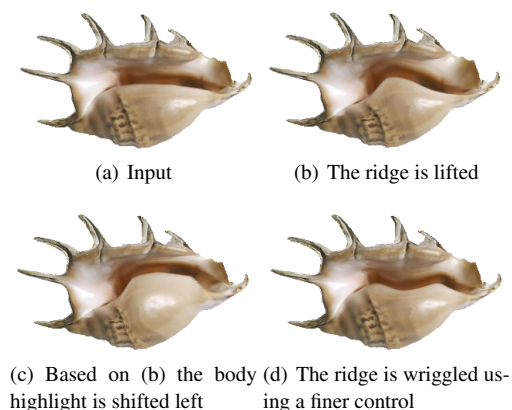 (a) Input
(b) The ridge is lifted
(c) Based on (b) the body
highlight is shifted left
(d) The ridge is wriggled us-
ing a finer control